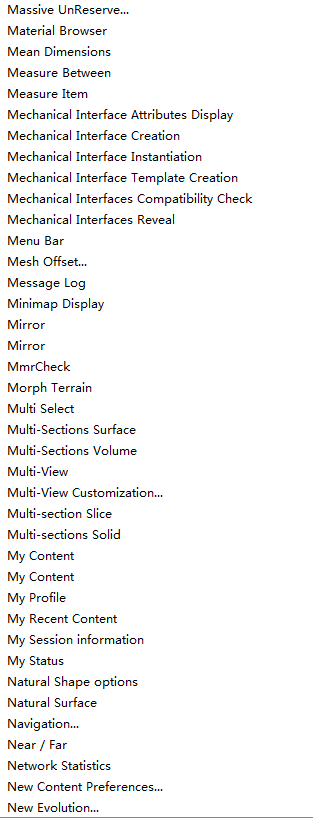 Massive UnReserve...
Material Browser
Mean Dimensions
Measure Between
Measure Item
Mechanical Interface Attributes Display
Mechanical Interface Creation
Mechanical Interface Instantiation
Mechanical Interface Template Creation
Mechanical Interfaces Compatibility Check
Mechanical Interfaces Reveal
Menu Bar
Mesh Offset...
Message Log
Minimap Display
Mirror
Mirror
MmrCheck
Morph Terrain
Multi Select
Multi-Sections Surface
Multi-Sections Volume
Multi-View
Multi-View Customization...
Multi-section Slice
Multi-sections Solid
My Content
My Content
My Profile
My Recent Content
My Session information
My Status
Natural Shape options
Natural Surface
Navigation...
Near / Far
Network Statistics
New Content Preferences...
New Evolution...